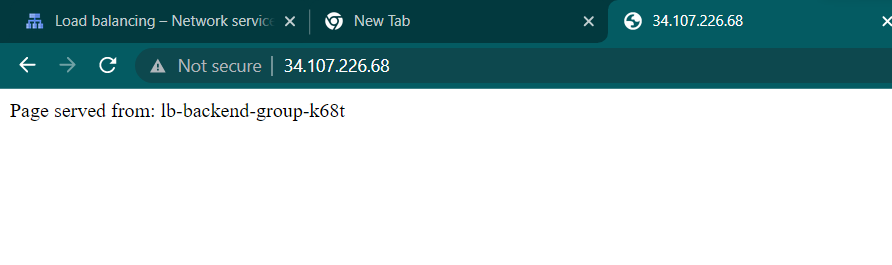 Load balancing – Network service
New Tab
34.107.226.68
Not secure
34.107.226.68
Page served from: lb-backend-group-k68t